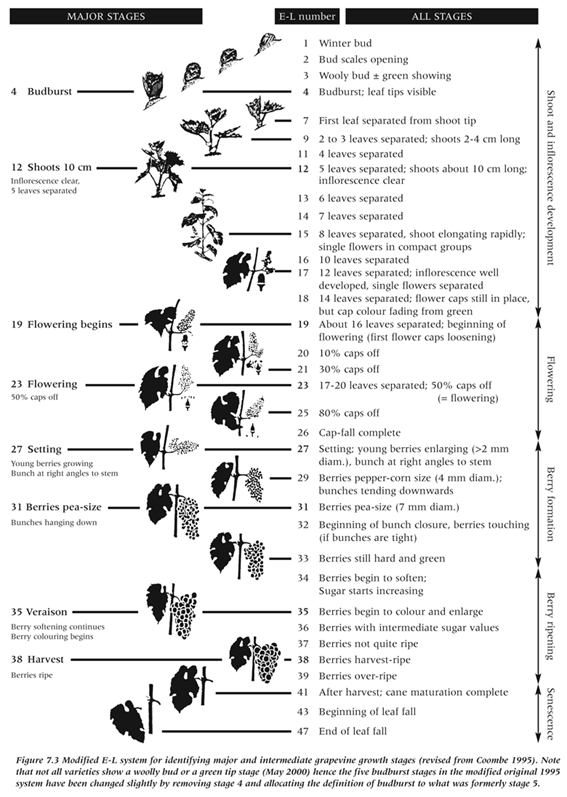 MAJOR STAGES
E-L number
ALL STAGES
1 Winter bud
2 Bud scales opening
3 Wooly bud ± green showing
4 Budburst
4 Budburst; leaf tips visible
7 First leaf separated from shoot tip
9 2 to 3 leaves separated; shoots 2-4 cm long
11 4 leaves separated
12 Shoots 10 cm
Inflorescence clear,
5 leaves separated
12 5 leaves separated; shoots about 10 cm long;
inflorescence clear
13 6 leaves separated
14 7 leaves separated
15 8 leaves separated, shoot elongating rapidly;
single flowers in compact groups
16 10 leaves separated
17 12 leaves separated; inflorescence well
developed, single flowers separated
18 14 leaves separated; flower caps still in place,
but cap colour fading from green
Shoot and inflorescence development
19 Flowering begins
19 About 16 leaves separated; beginning of
flowering (first flower caps loosening)
20 10% caps off
21 30% caps off
23 Flowering
50% caps off
23 17-20 leaves separated; 50% caps off
(= flowering)
25 80% caps off
26 Cap-fall complete
Flowering
27 Setting
Young berries growing
Bunch at right angles to stem
27 Setting; young berries enlarging (>2 mm
diam.), bunch at right angles to stem
29 Berries pepper-corn size (4 mm diam.);
bunches tending downwards
31 Berries pea-size
Bunches hanging down
31 Berries pea-size (7 mm diam.)
32 Beginning of bunch closure, berries touching
(if bunches are tight)
33 Berries still hard and green
Berry formation
34 Berries begin to soften;
Sugar starts increasing
35 Veraison
Berry softening continues
Berry colouring begins
35 Berries begin to colour and enlarge
36 Berries with intermediate sugar values
37 Berries not quite ripe
38 Harvest
Berries ripe
38 Berries harvest-ripe
39 Berries over-ripe
Berry ripening
41 After harvest; cane maturation complete
43 Beginning of leaf fall
47 End of leaf fall
Senescence
Figure 7.3 Modified E-L system for identifying major and intermediate grapevine growth stages (revised from Coombe 1995). Note
that not all varieties show a woolly bud or a green tip stage (May 2000) hence the five budburst stages in the modified original 1995
system have been changed slightly by removing stage 4 and allocating the definition of budburst to what was formerly stage 5.